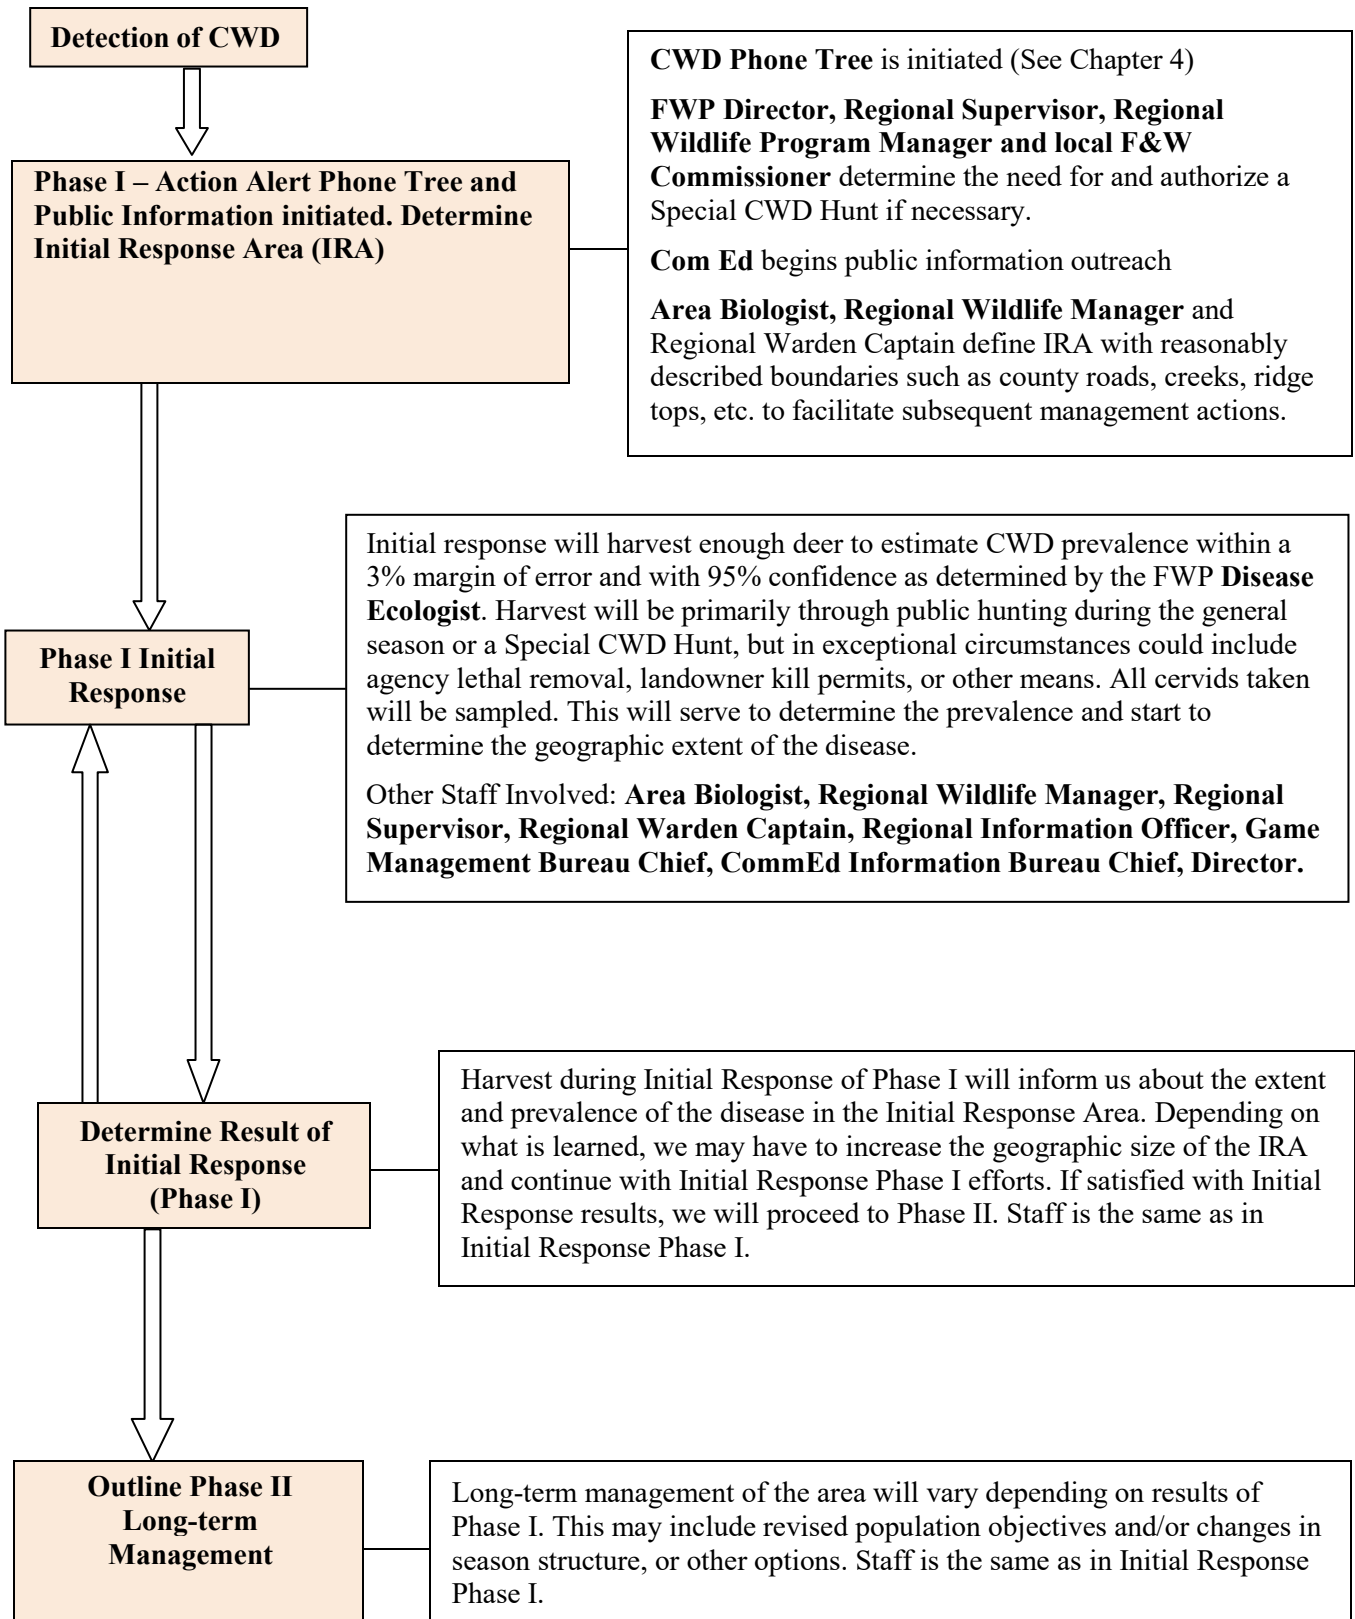 Detection of CWD
CWD Phone Tree is initiated (See Chapter 4)
FWP Director, Regional Supervisor, Regional
Wildlife Program Manager and local F&W
Commissioner determine the need for and authorize a
Special CWD Hunt if necessary.
Com Ed begins public information outreach
Area Biologist, Regional Wildlife Manager and
Regional Warden Captain define IRA with reasonably
described boundaries such as county roads, creeks, ridge
tops, etc. to facilitate subsequent management actions.
Phase I – Action Alert Phone Tree and
Public Information initiated. Determine
Initial Response Area (IRA)
Initial response will harvest enough deer to estimate CWD prevalence within a
3% margin of error and with 95% confidence as determined by the FWP Disease
Ecologist. Harvest will be primarily through public hunting during the general
season or a Special CWD Hunt, but in exceptional circumstances could include
agency lethal removal, landowner kill permits, or other means. All cervids taken
will be sampled. This will serve to determine the prevalence and start to
determine the geographic extent of the disease.
Other Staff Involved: Area Biologist, Regional Wildlife Manager, Regional
Supervisor, Regional Warden Captain, Regional Information Officer, Game
Management Bureau Chief, CommEd Information Bureau Chief, Director.
Phase I Initial
Response
Harvest during Initial Response of Phase I will inform us about the extent
and prevalence of the disease in the Initial Response Area. Depending on
what is learned, we may have to increase the geographic size of the IRA
and continue with Initial Response Phase I efforts. If satisfied with Initial
Response results, we will proceed to Phase II. Staff is the same as in
Initial Response Phase I.
Determine Result of
Initial Response
(Phase I)
Outline Phase II
Long-term
Management
Long-term management of the area will vary depending on results of
Phase I. This may include revised population objectives and/or changes in
season structure, or other options. Staff is the same as in Initial Response
Phase I.